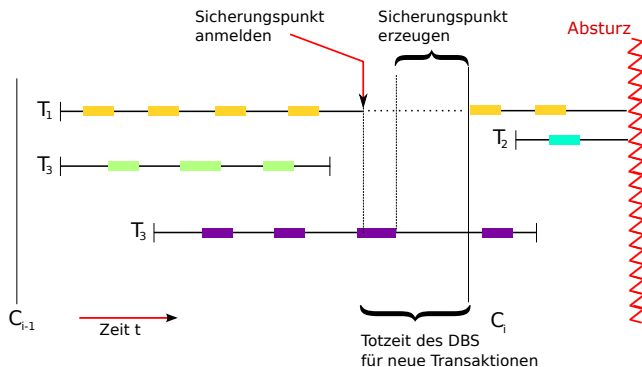 Sicherungspunkt
anmelden
Sicherungspunkt
erzeugen
Absturz
T1
T2
T3
T3
Ci-1
Zeit t
Ci
Totzeit des DBS
für neue Transaktionen